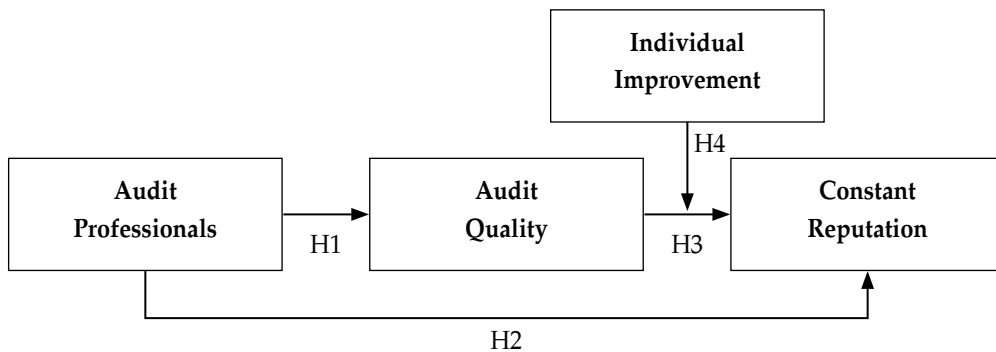 Individual
Improvement
H4
Audit
Professionals
H1
Audit
Quality
H3
Constant
Reputation
H2